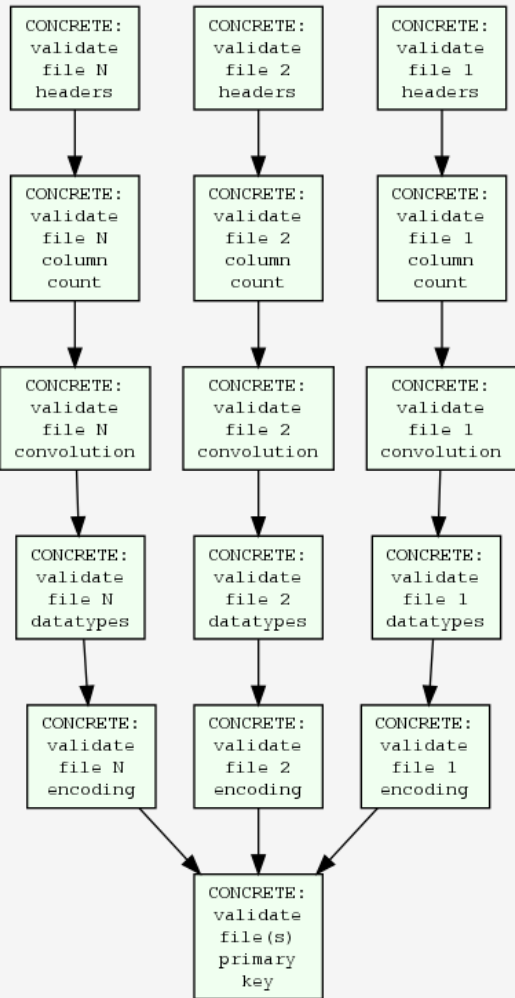 CONCRETE:
validate
file N
headers
CONCRETE:
validate
file 2
headers
CONCRETE:
validate
file 1
headers
CONCRETE:
validate
file N
column
count
CONCRETE:
validate
file 2
column
count
CONCRETE:
validate
file 1
column
count
CONCRETE:
validate
file N
convolution
CONCRETE:
validate
file 2
convolution
CONCRETE:
validate
file 1
convolution
CONCRETE:
validate
file N
datatypes
CONCRETE:
validate
file 2
datatypes
CONCRETE:
validate
file 1
datatypes
CONCRETE:
validate
file N
encoding
CONCRETE:
validate
file 2
encoding
CONCRETE:
validate
file 1
encoding
CONCRETE:
validate
file(s)
primary
key